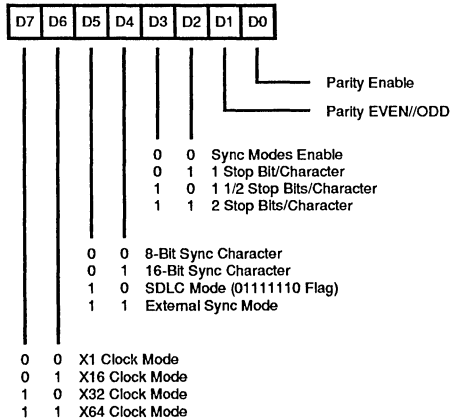 D7 D6 D5 D4 D3 D2 D1 D0
Parity Enable
Parity EVEN//ODD
0 0 Sync Modes Enable
0 1 1 Stop Bit/Character
1 0 1 1/2 Stop Bits/Character
1 1 2 Stop Bits/Character
0 0 8-Bit Sync Character
0 1 16-Bit Sync Character
1 0 SDLC Mode (01111110 Flag)
1 1 External Sync Mode
0 0 X1 Clock Mode
0 1 X16 Clock Mode
1 0 X32 Clock Mode
1 1 X64 Clock Mode